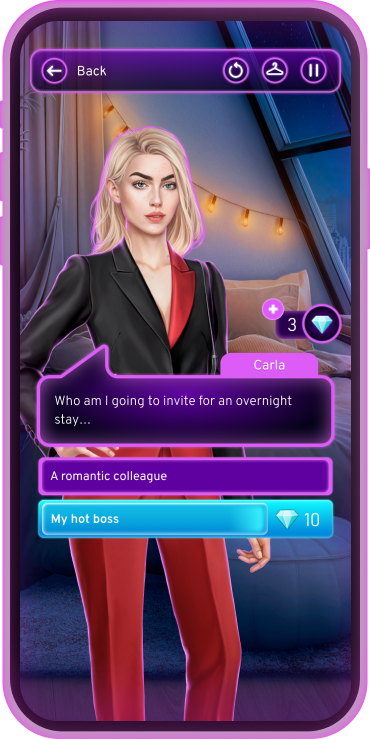 Back
3
Carla
Who am I going to invite for an overnight
stay...
A romantic colleague
My hot boss
10